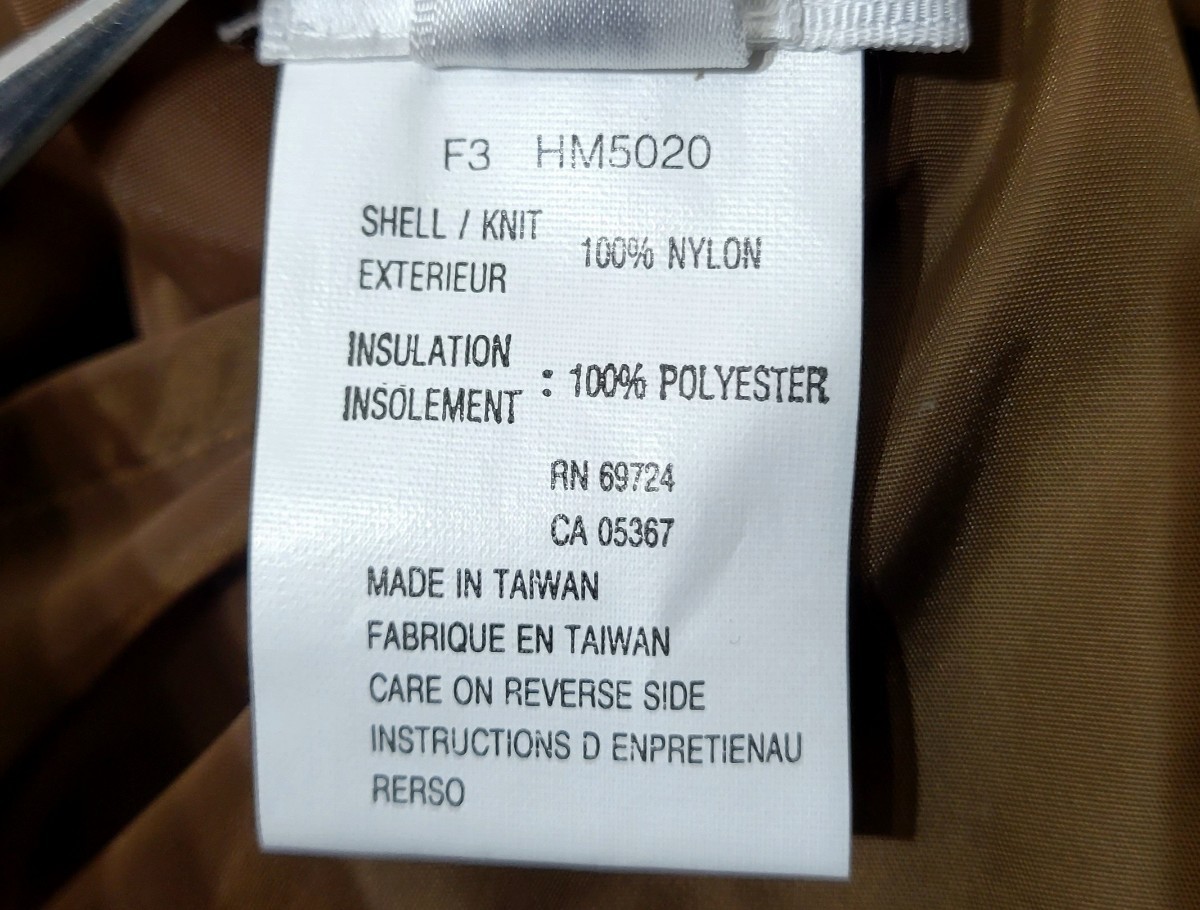 F3 HM5020
SHELL / KNIT
EXTERIEUR
100% NYLON
INSULATION
INSOLEMENT
: 100% POLYESTER
RN 69724
CA 05367
MADE IN TAIWAN
FABRIQUE EN TAIWAN
CARE ON REVERSE SIDE
INSTRUCTIONS D ENPRETIENAU
RERSO